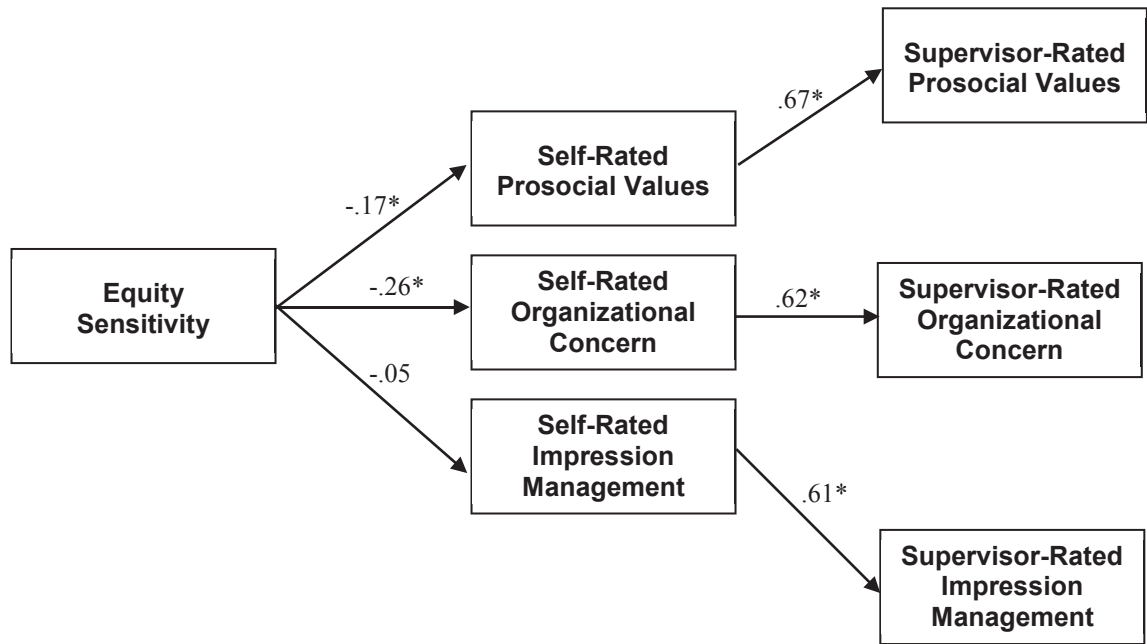 Supervisor-Rated
Prosocial Values
.67*
Self-Rated
Prosocial Values
-.17*
Equity
Sensitivity
-.26*
Self-Rated
Organizational
Concern
.62*
Supervisor-Rated
Organizational
Concern
-.05
Self-Rated
Impression
Management
.61*
Supervisor-Rated
Impression
Management